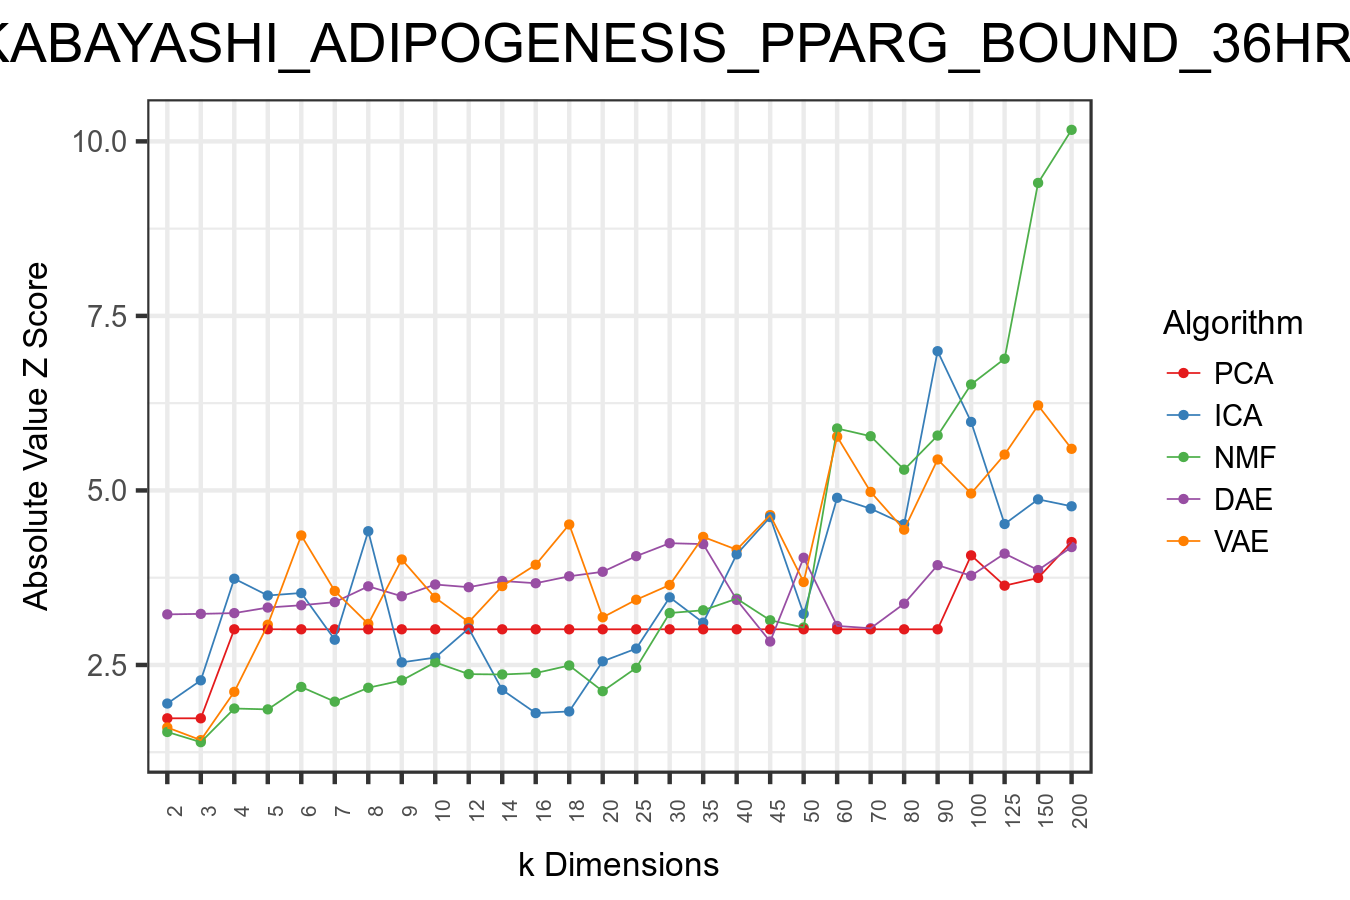 KABAYASHI_ADIPOGENESIS_PPARG_BOUND_36HR
Absolute Value Z Score
10.0
7.5
5.0
2.5
2 3 4 5 6 7 8 9 10 12 14 16 18 20 25 30 35 40 45 50 60 70 80 90 100 125 150 200
k Dimensions
Algorithm
PCA
ICA
NMF
DAE
VAE